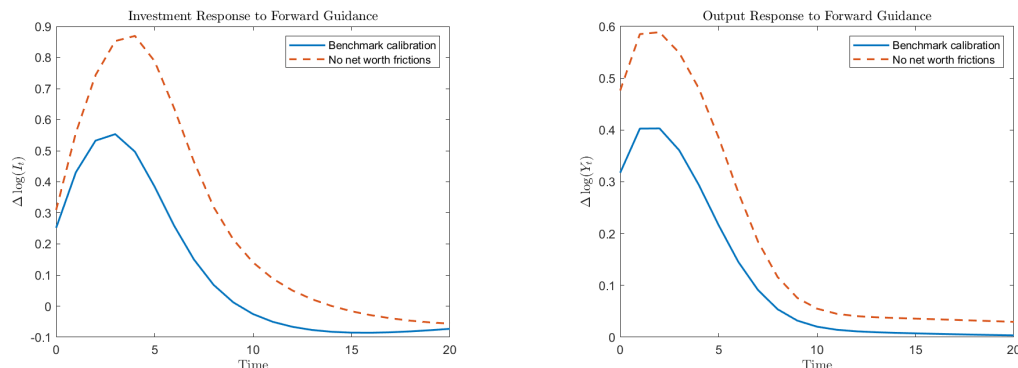 Investment Response to Forward Guidance
0.9
0.8
0.7
0.6
0.5
0.4
0.3
0.2
0.1
0
-0.1
Δ log(I_t)
Benchmark calibration
No net worth frictions
0
5
10
15
20
Time
Output Response to Forward Guidance
0.6
0.5
0.4
0.3
0.2
0.1
0
Δ log(Y_t)
Benchmark calibration
No net worth frictions
0
5
10
15
20
Time